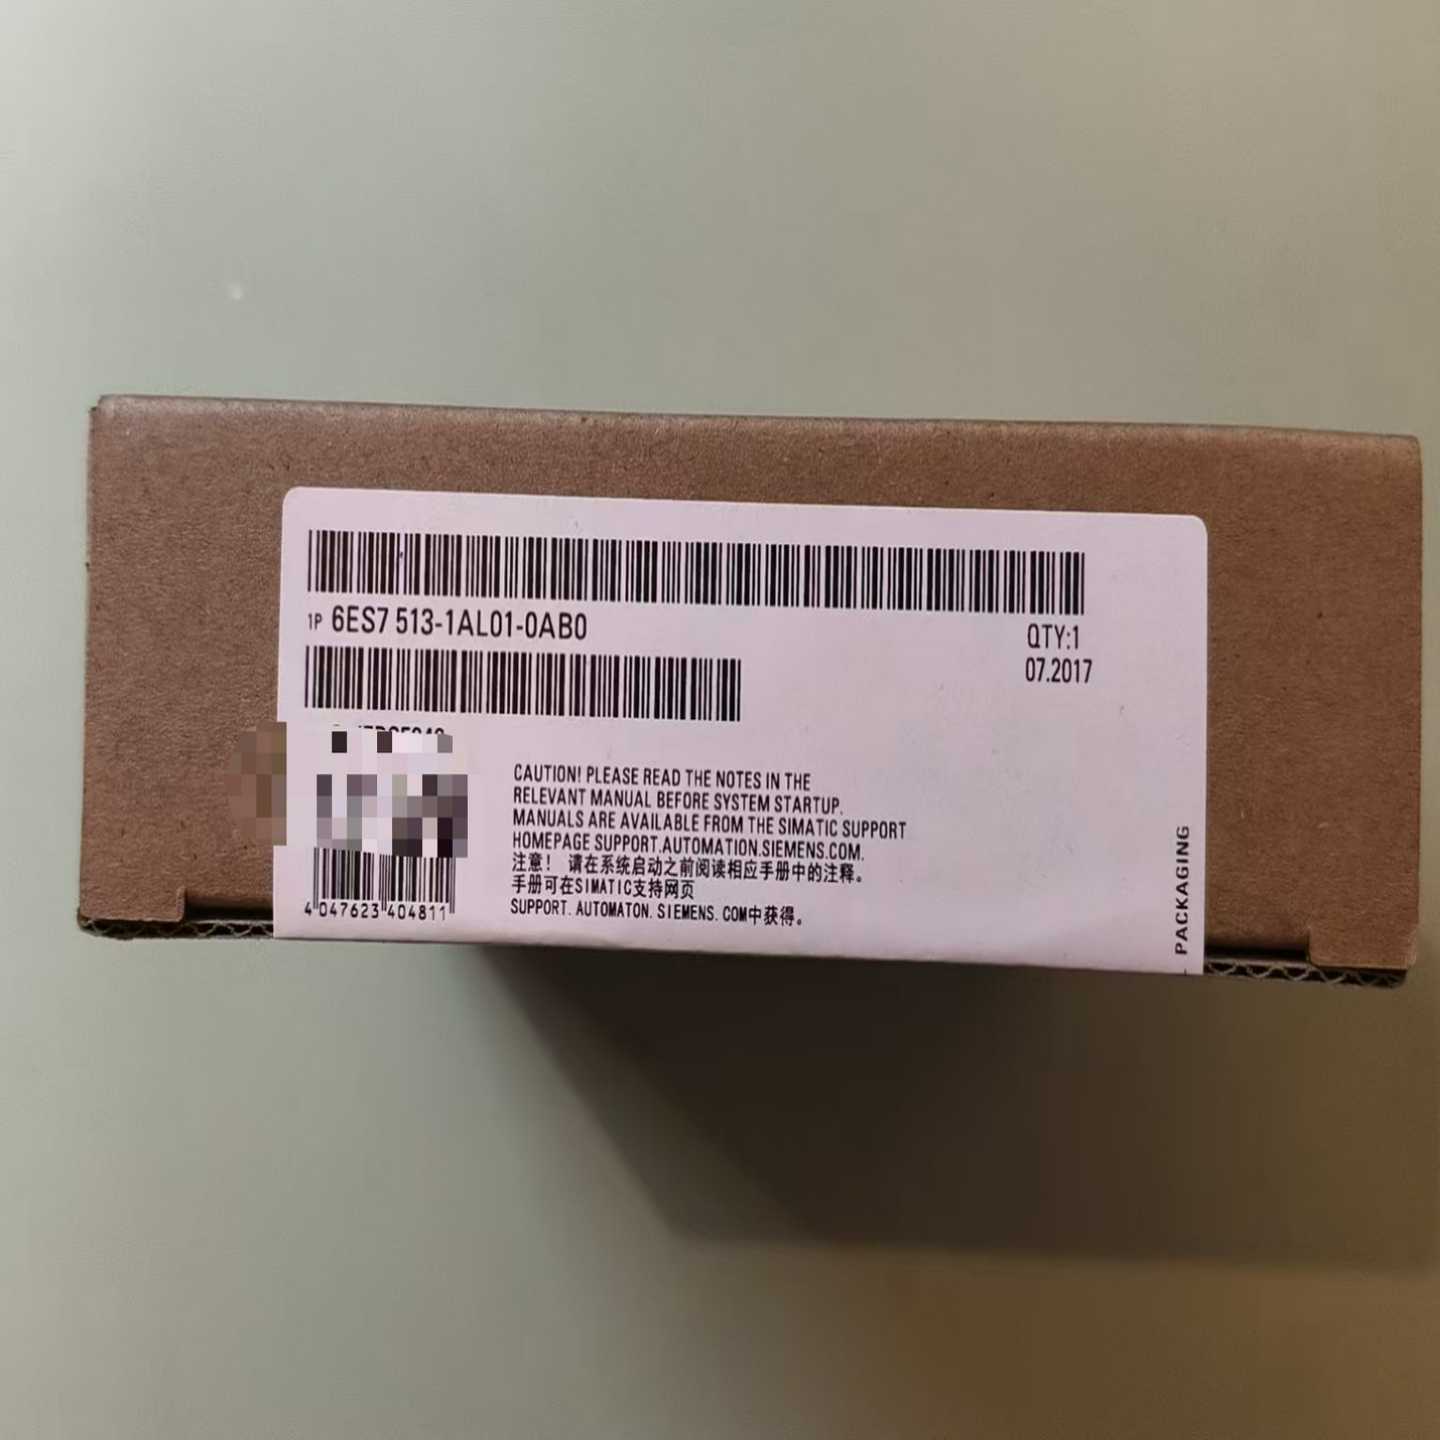 1P 6ES7 513-1AL01-0AB0
QTY:1
07.2017
CAUTION! PLEASE READ THE NOTES IN THE
RELEVANT MANUAL BEFORE SYSTEM STARTUP.
MANUALS ARE AVAILABLE FROM THE SIMATIC SUPPORT
HOMEPAGE SUPPORT.AUTOMATION.SIEMENS.COM.
注意! 请在系统启动之前阅读相应手册中的注释。
手册可在SIMATIC支持网页
SUPPORT. AUTOMATON. SIEMENS. COM中获得。
4 047623 404811
PACKAGING